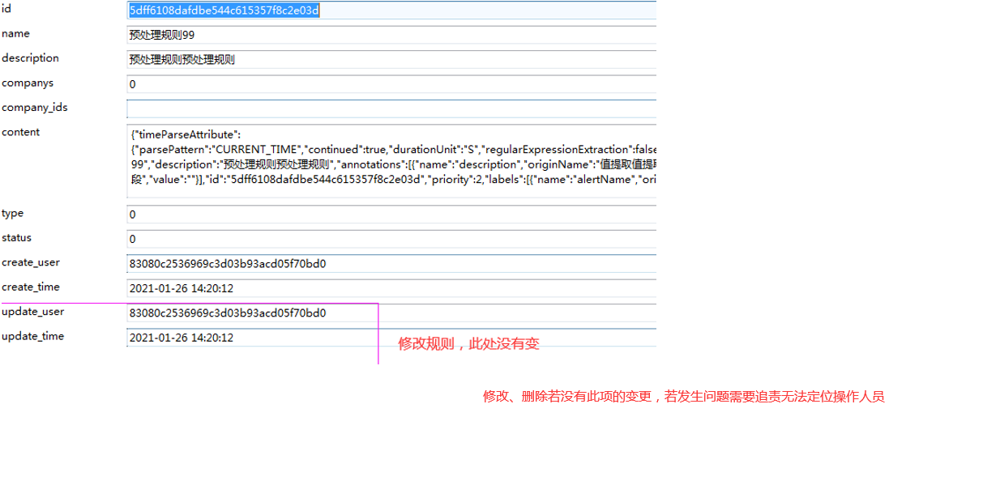 id 5dff6108dafdbe544c615357f8c2e03d
name 预处理规则99
description 预处理规则预处理规则
companys 0
company_ids
content {"timeParseAttribute":
{"parsePattern":"CURRENT_TIME","continued":true,"durationUnit":"S","regularExpressionExtraction":false
99","description":"预处理规则预处理规则","annotations":[{"name":"description","originName":"值提取值提取
段","value":""}],"id":"5dff6108dafdbe544c615357f8c2e03d","priority":2,"labels":[{"name":"alertName","ori
type 0
status 0
create_user 83080c2536969c3d03b93acd05f70bd0
create_time 2021-01-26 14:20:12
update_user 83080c2536969c3d03b93acd05f70bd0
update_time 2021-01-26 14:20:12
修改规则，此处没有变
修改、删除若没有此项的变更，若发生问题需要追责无法定位操作人员